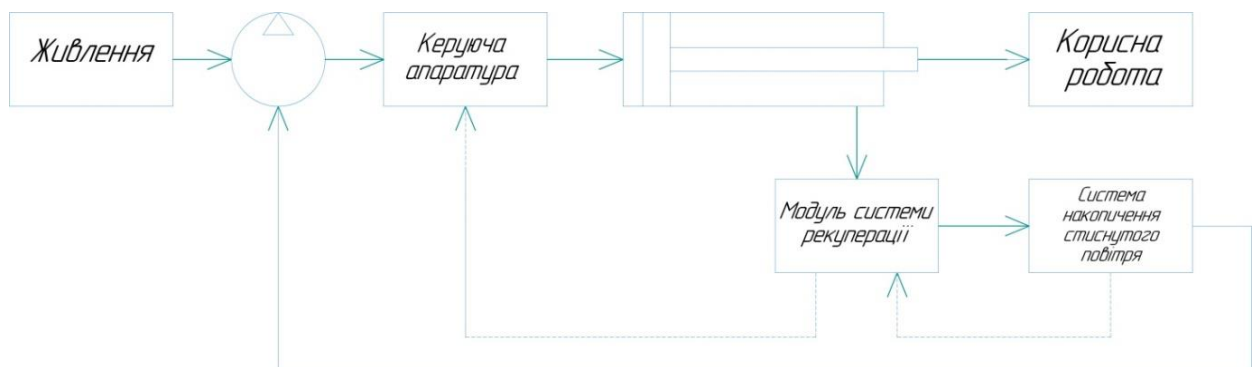 Живлення
Керуюча
апаратура
Корисна
робота
Модуль системи
рекуперації
Система
накопичення
стиснутого
повітря